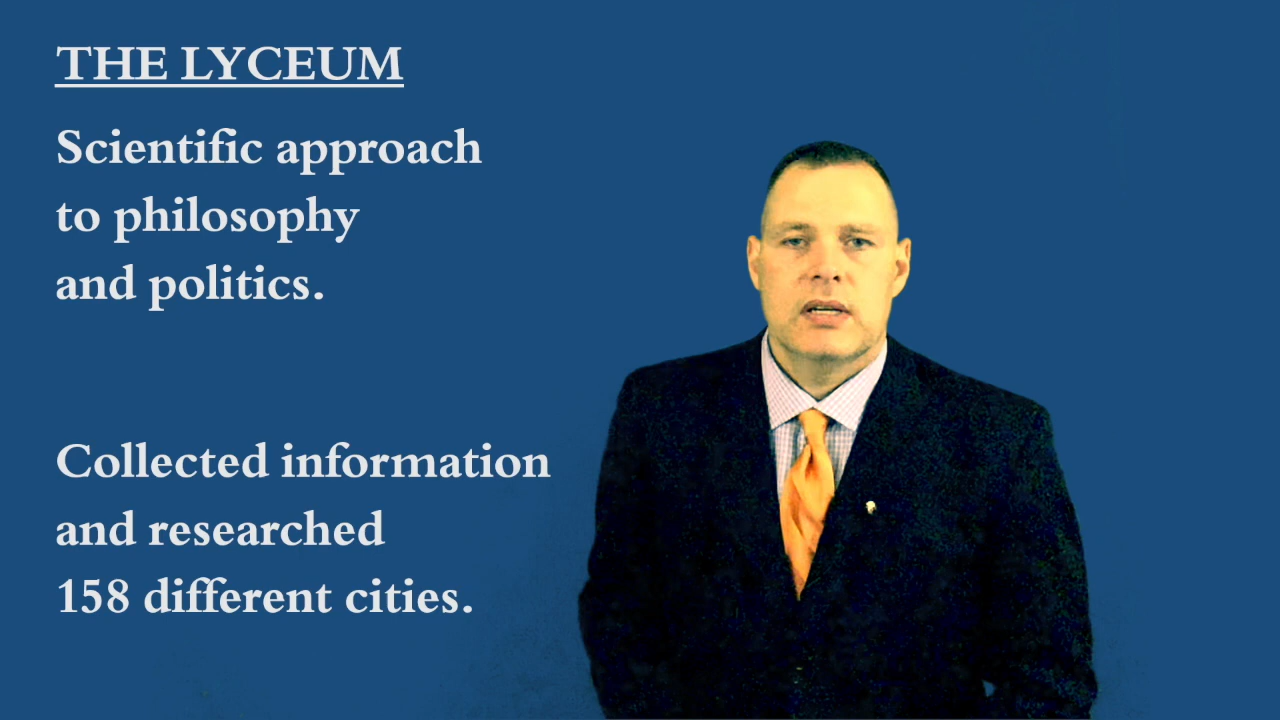 THE LYCEUM
Scientific approach
to philosophy
and politics.
Collected information
and researched
158 different cities.